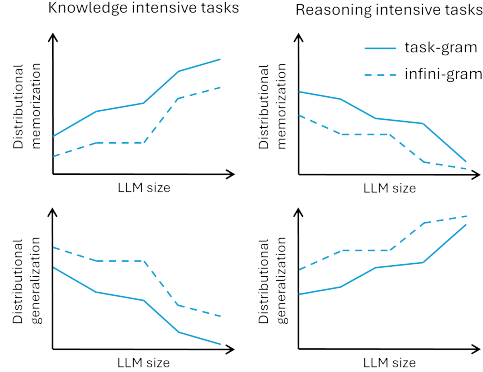 Knowledge intensive tasks
Reasoning intensive tasks
Distributional
memorization
LLM size
task-gram
infini-gram
Distributional
memorization
LLM size
Distributional
generalization
LLM size
Distributional
generalization
LLM size